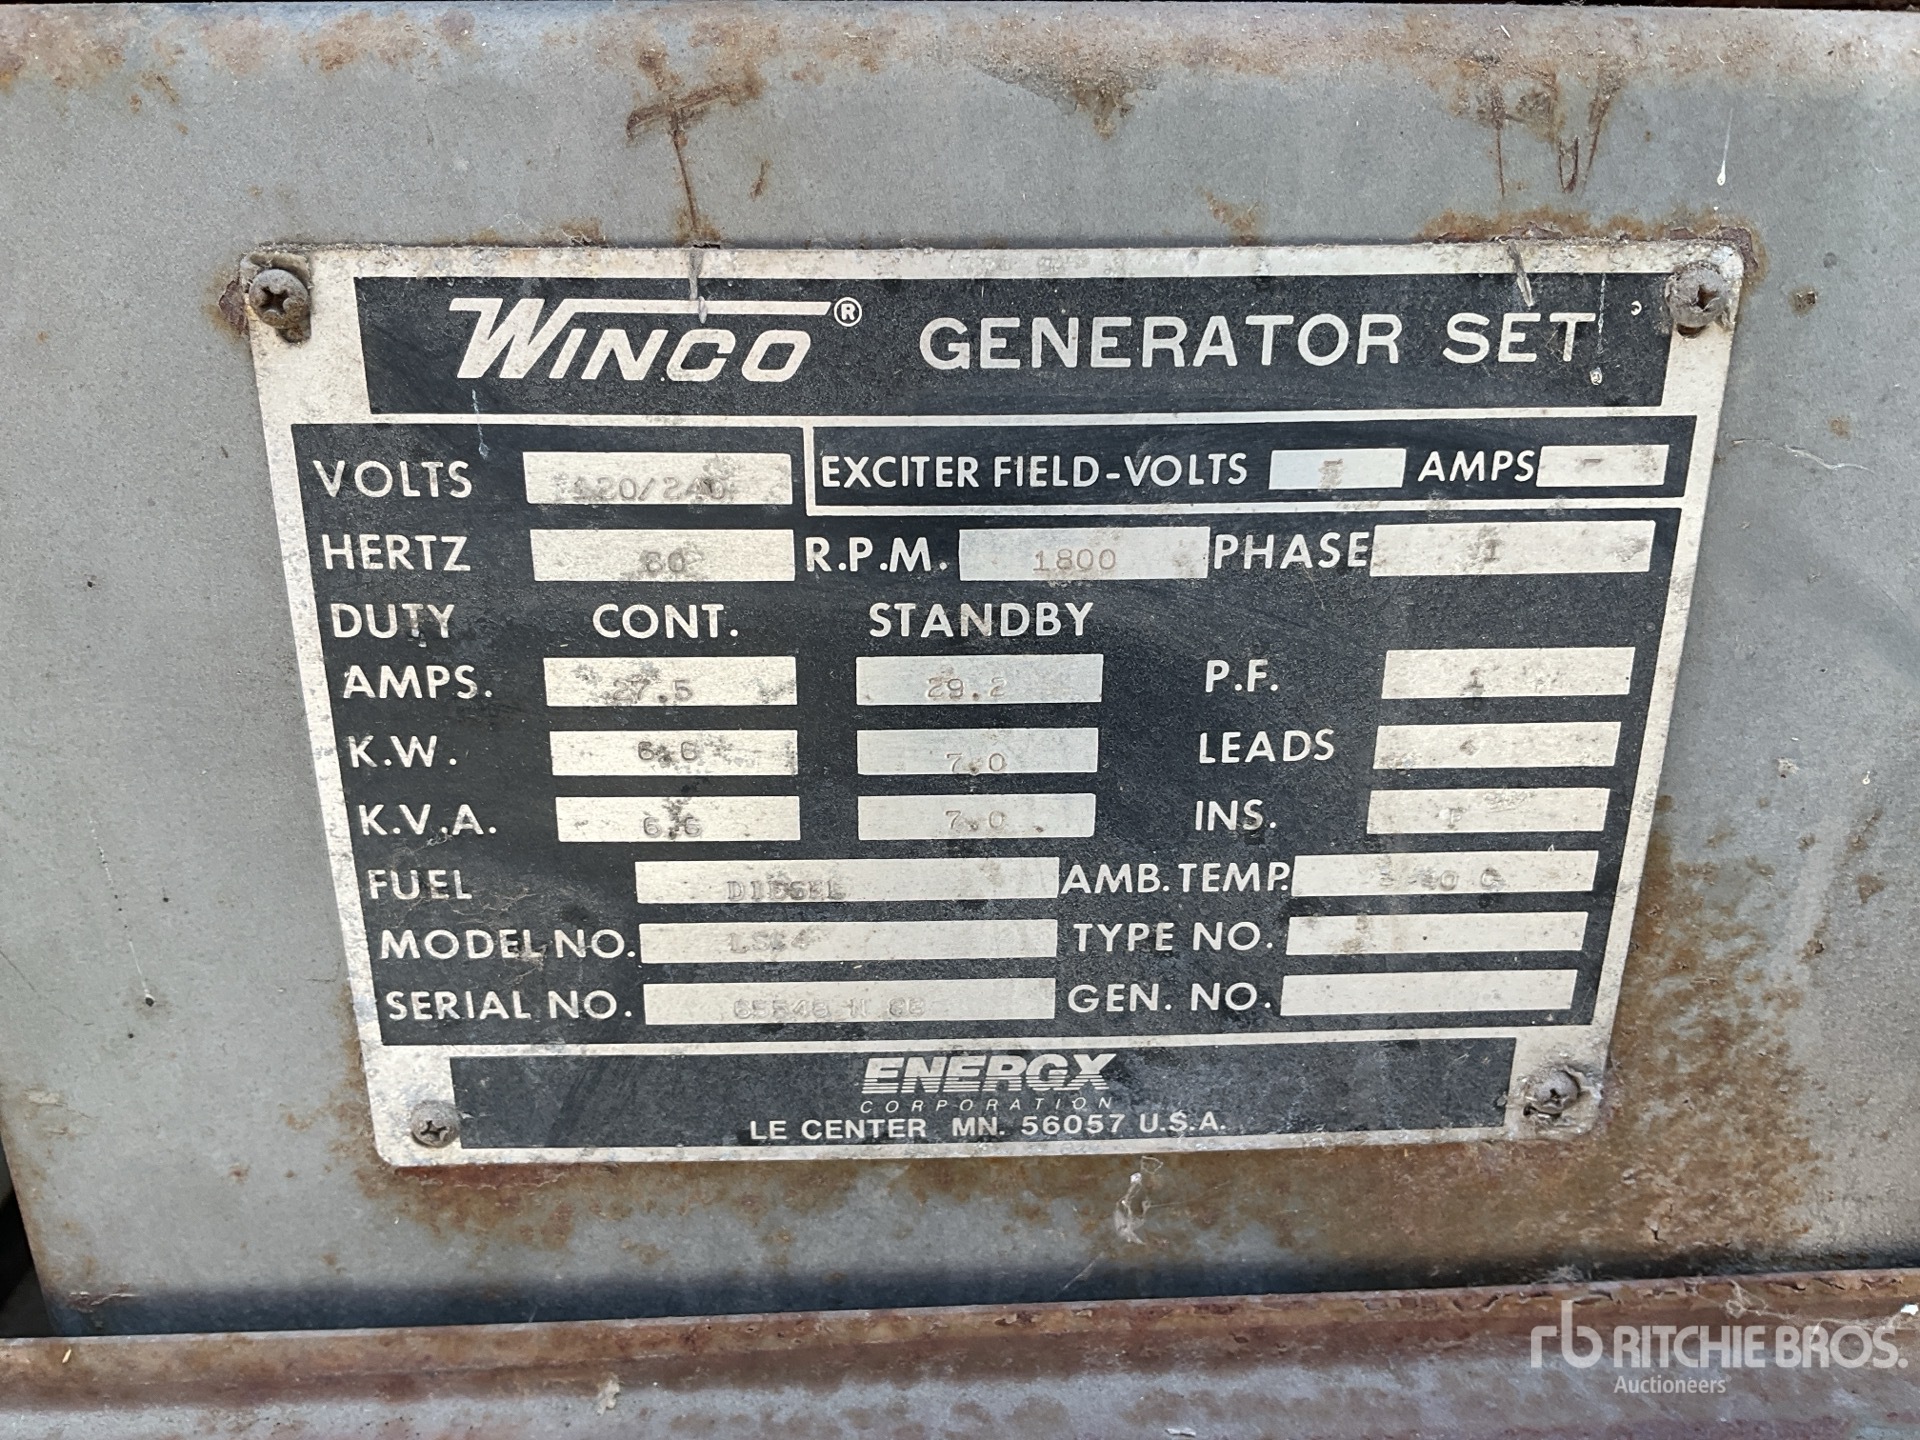 WINCO® GENERATOR SET
VOLTS 120/240 EXCITER FIELD-VOLTS AMPS -
HERTZ 60 R.P.M. 1800 PHASE 1
DUTY CONT. STANDBY
AMPS. 27.5 29.2 P.F. 1
K.W. 6.6 7.0 LEADS 4
K.V.A. 6.6 7.0 INS. F
FUEL DIESEL AMB. TEMP.
MODEL NO. TYPE NO.
SERIAL NO. GEN. NO.
ENERGX
CORPORATION
LE CENTER MN. 56057 U.S.A.
rb RITCHIE BROS.
Auctioneers